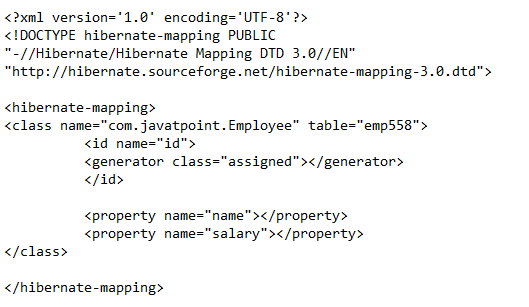 <?xml version='1.0' encoding='UTF-8'?>
<!DOCTYPE hibernate-mapping PUBLIC
"-//Hibernate/Hibernate Mapping DTD 3.0//EN"
"http://hibernate.sourceforge.net/hibernate-mapping-3.0.dtd">

<hibernate-mapping>
<class name="com.javatpoint.Employee" table="emp558">
          <id name="id">
          <generator class="assigned"></generator>
          </id>

          <property name="name"></property>
          <property name="salary"></property>
</class>

</hibernate-mapping>